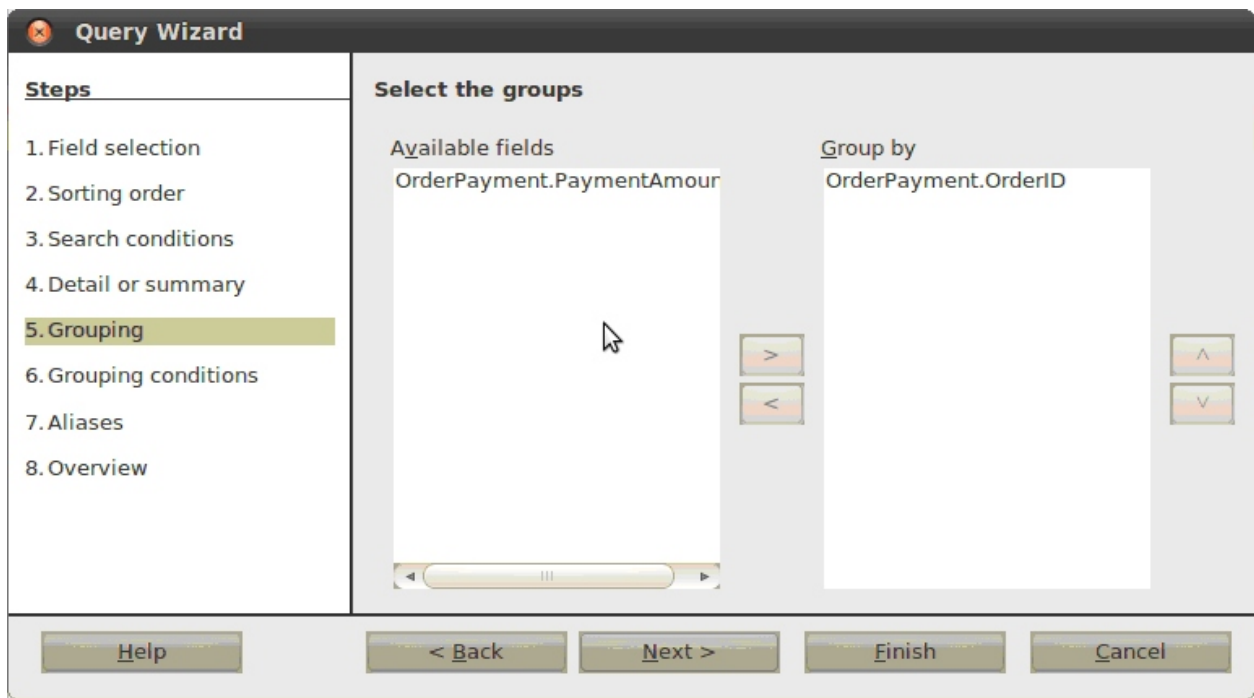 Query Wizard
Steps
1. Field selection
2. Sorting order
3. Search conditions
4. Detail or summary
5. Grouping
6. Grouping conditions
7. Aliases
8. Overview
Select the groups
Available fields
OrderPayment.PaymentAmour
Group by
OrderPayment.OrderID
>
<
^
v
Help
< Back
Next >
Finish
Cancel